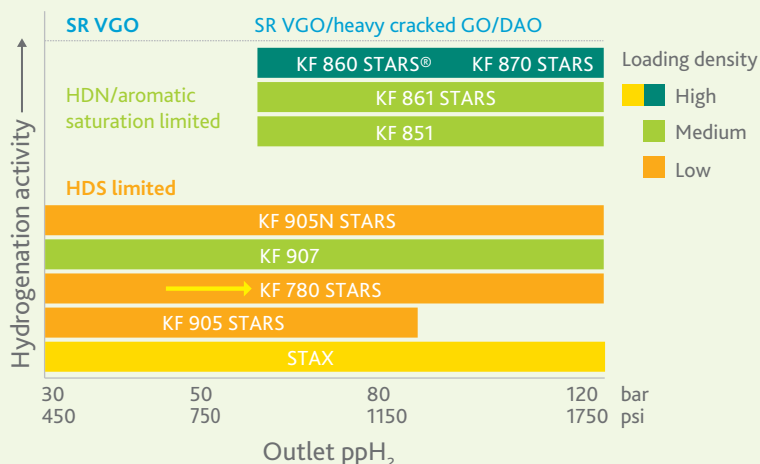 SR VGO
SR VGO/heavy cracked GO/DAO
Hydrogenation activity
HDN/aromatic
saturation limited
KF 860 STARS® KF 870 STARS
KF 861 STARS
KF 851
Loading density
High
Medium
Low
HDS limited
KF 905N STARS
KF 907
KF 780 STARS
KF 905 STARS
STAX
30 50 80 120 bar
450 750 1150 1750 psi
Outlet ppH₂